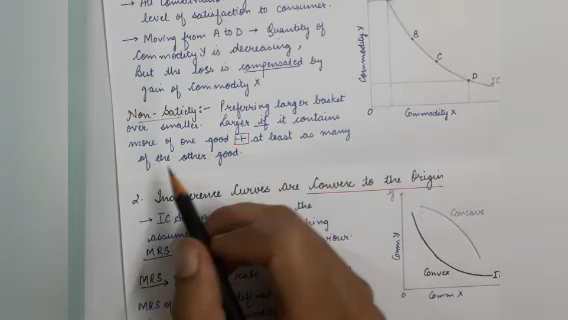 → All
level of satisfaction to consumer.
→ Moving from A to D → Quantity of
Commodity Y is decreasing,
But the loss is compensated by
gain of Commodity X
Non-Satiety:- Preferring larger basket
over smaller. Larger if it contains
more of one good + at least as many
of the other good.
2. Indifference Curves are Convex to the Origin
→ IC the
MRS
MRS
MRS of
Commodity Y
B
C
D
IC
O
Commodity X
Y
Comm. Y
Concave
Convex
O
Comm X